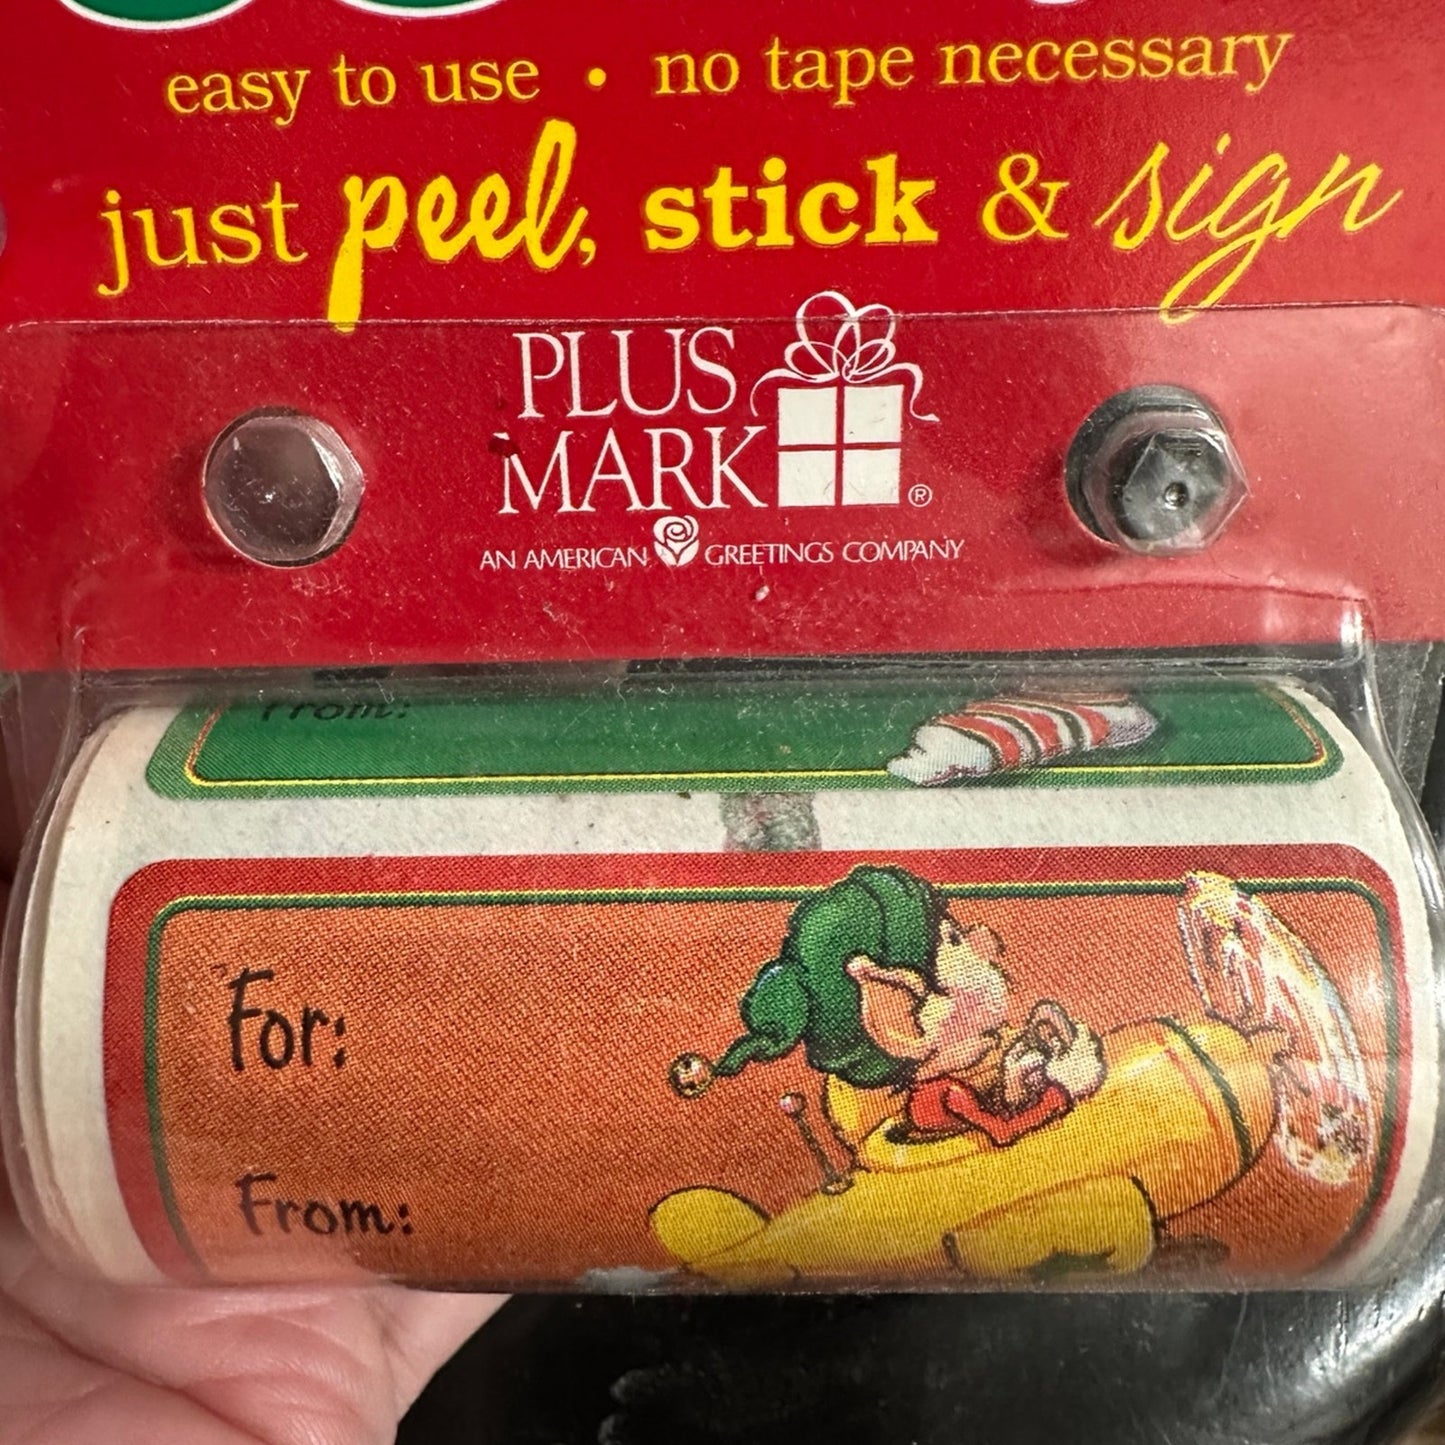 easy to use • no tape necessary
just peel, stick & sign
PLUS
MARK®
AN AMERICAN GREETINGS COMPANY
From:
For:
From: